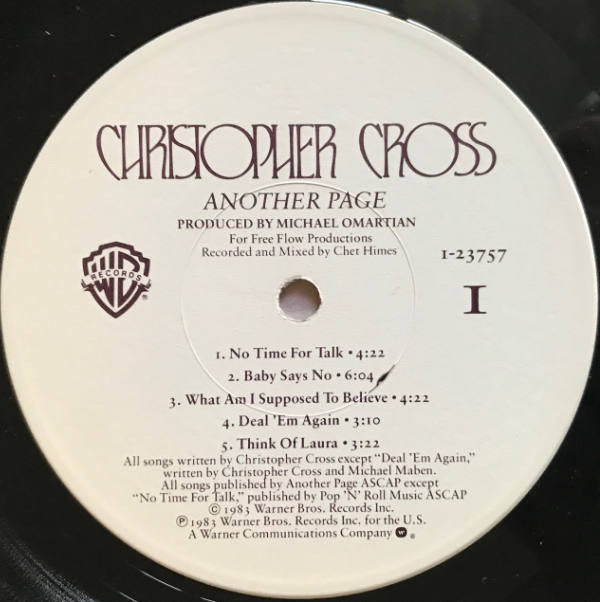 CHRISTOPHER CROSS
ANOTHER PAGE
PRODUCED BY MICHAEL OMARTIAN
For Free Flow Productions
Recorded and Mixed by Chet Himes
1-23757
RECORDS
WB
®
1
1. No Time For Talk • 4:22
2. Baby Says No • 6:04
3. What Am I Supposed To Believe • 4:22
4. Deal 'Em Again • 3:10
5. Think Of Laura • 3:22
All songs written by Christopher Cross except "Deal 'Em Again,"
written by Christopher Cross and Michael Maben.
All songs published by Another Page ASCAP except
"No Time For Talk," published by Pop 'N' Roll Music ASCAP
© 1983 Warner Bros. Records Inc.
℗ 1983 Warner Bros. Records Inc. for the U.S.
A Warner Communications Company